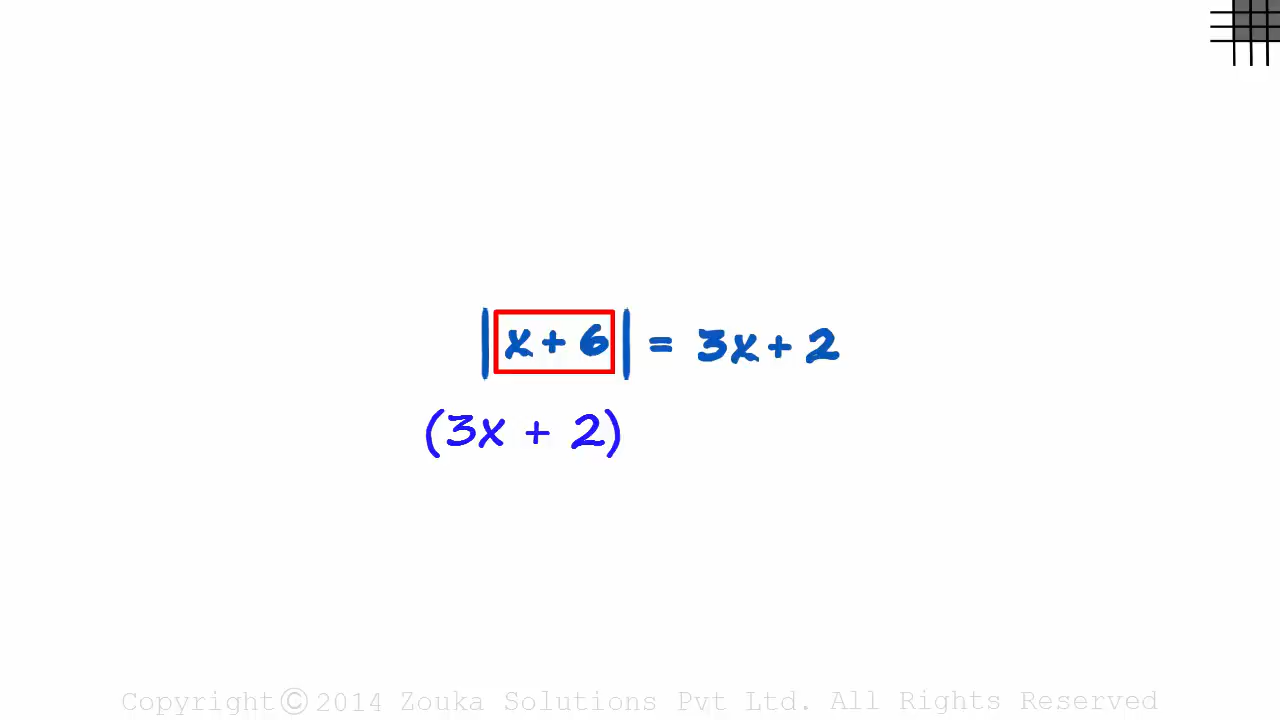 |x + 6| = 3x + 2
(3x + 2)
Copyright©2014 Zouka Solutions Pvt Ltd. All Rights Reserved